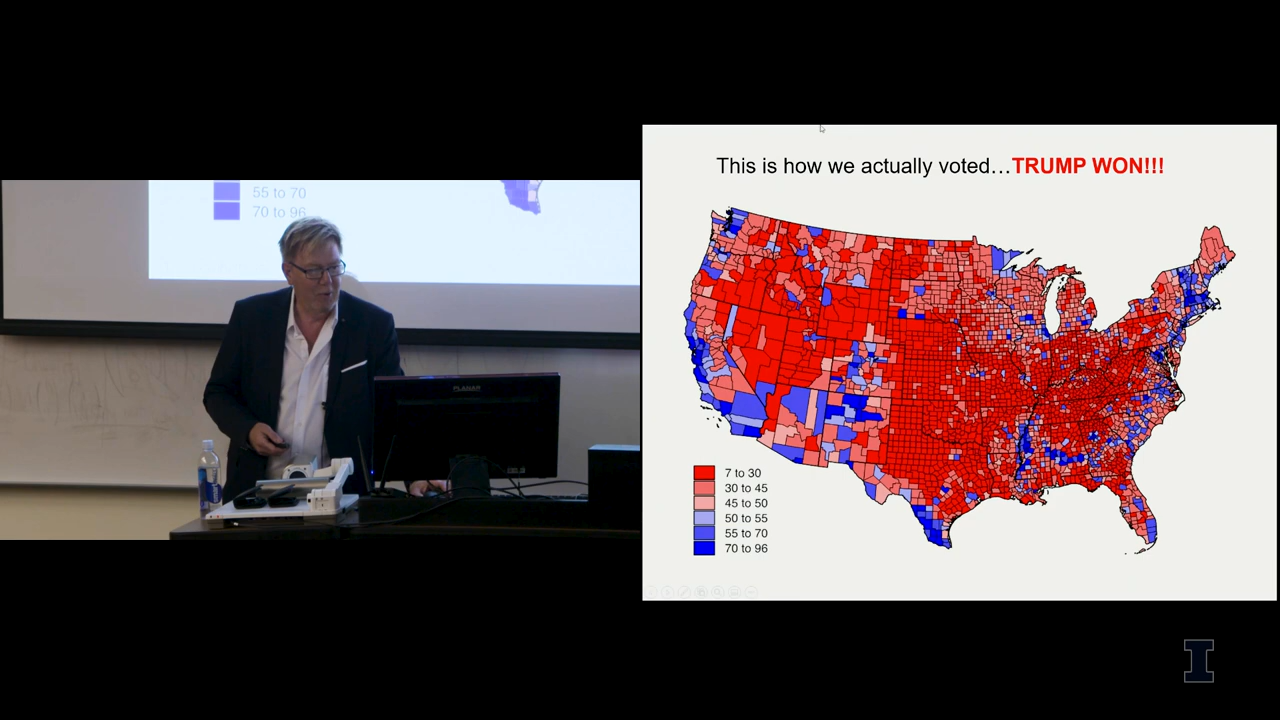 55 to 70
70 to 96
PLANAR
This is how we actually voted…TRUMP WON!!!
7 to 30
30 to 45
45 to 50
50 to 55
55 to 70
70 to 96
I